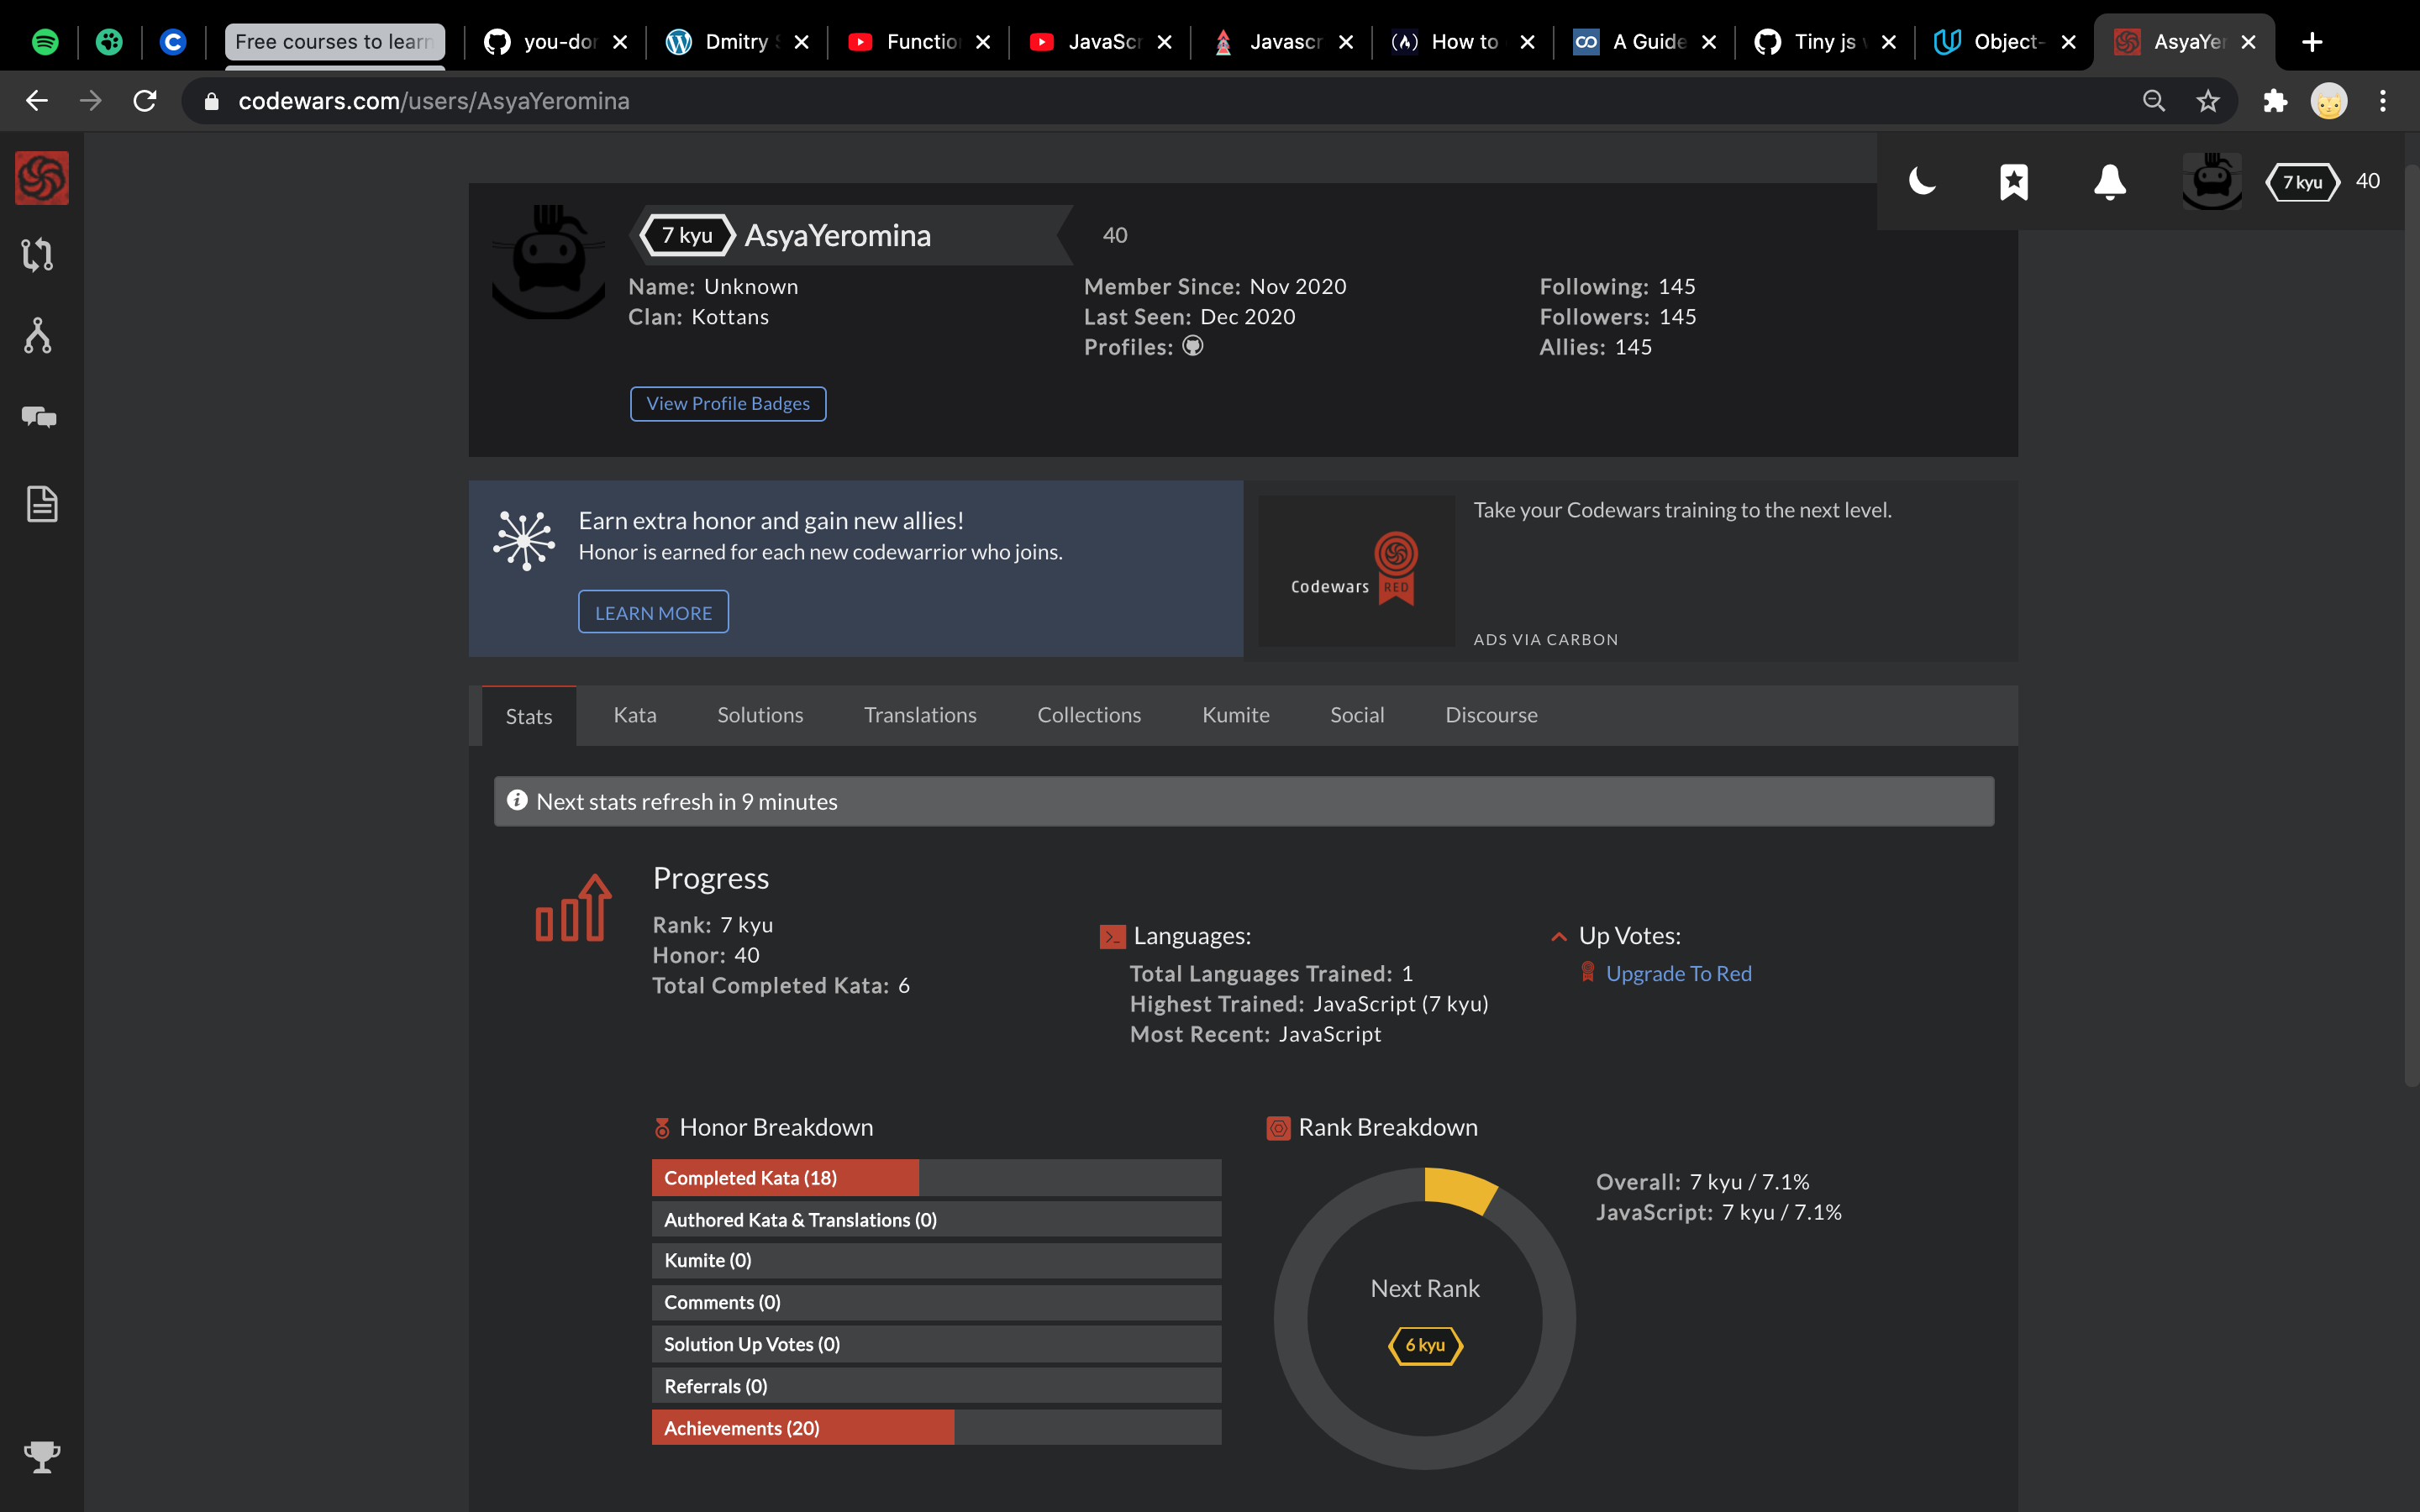 Free courses to learn
you-don
Dmitry S
Functio
JavaScr
Javascr
How to
A Guide
Tiny js v
Object-
AsyaYer
codewars.com/users/AsyaYeromina
7 kyu 40
7 kyu AsyaYeromina 40
Name: Unknown
Clan: Kottans
Member Since: Nov 2020
Last Seen: Dec 2020
Profiles:
Following: 145
Followers: 145
Allies: 145
View Profile Badges
Earn extra honor and gain new allies!
Honor is earned for each new codewarrior who joins.
LEARN MORE
Codewars RED
Take your Codewars training to the next level.
ADS VIA CARBON
Stats Kata Solutions Translations Collections Kumite Social Discourse
Next stats refresh in 9 minutes
Progress
Rank: 7 kyu
Honor: 40
Total Completed Kata: 6
Languages:
Total Languages Trained: 1
Highest Trained: JavaScript (7 kyu)
Most Recent: JavaScript
Up Votes:
Upgrade To Red
Honor Breakdown
Completed Kata (18)
Authored Kata & Translations (0)
Kumite (0)
Comments (0)
Solution Up Votes (0)
Referrals (0)
Achievements (20)
Rank Breakdown
Next Rank
6 kyu
Overall: 7 kyu / 7.1%
JavaScript: 7 kyu / 7.1%